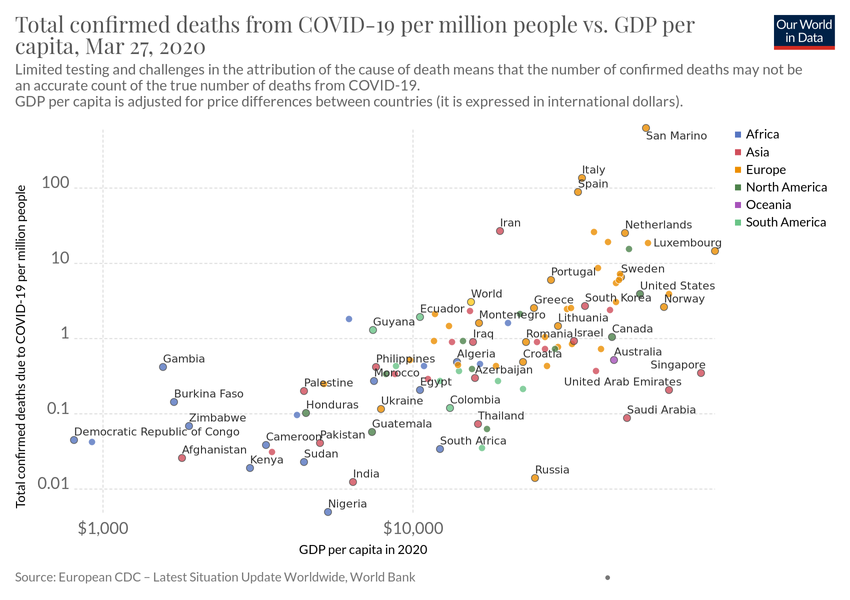 Total confirmed deaths from COVID-19 per million people vs. GDP per
capita, Mar 27, 2020
Our World
in Data
Limited testing and challenges in the attribution of the cause of death means that the number of confirmed deaths may not be
an accurate count of the true number of deaths from COVID-19.
GDP per capita is adjusted for price differences between countries (it is expressed in international dollars).
Total confirmed deaths due to COVID-19 per million people
100
10
1
0.1
0.01
San Marino
Italy
Spain
Iran
Netherlands
Luxembourg
Portugal
Sweden
World
United States
South Korea
Norway
Ecuador
Greece
Montenegro
Guyana
Lithuania
Iraq
Romania
Israel
Canada
Gambia
Philippines
Algeria
Croatia
Australia
Morocco
Azerbaijan
Singapore
Palestine
Egypt
United Arab Emirates
Burkina Faso
Honduras
Ukraine
Colombia
Saudi Arabia
Zimbabwe
Guatemala
Thailand
Democratic Republic of Congo
Cameroon
Pakistan
South Africa
Afghanistan
Kenya
Sudan
India
Russia
Nigeria
$1,000
$10,000
GDP per capita in 2020
Africa
Asia
Europe
North America
Oceania
South America
Source: European CDC – Latest Situation Update Worldwide, World Bank